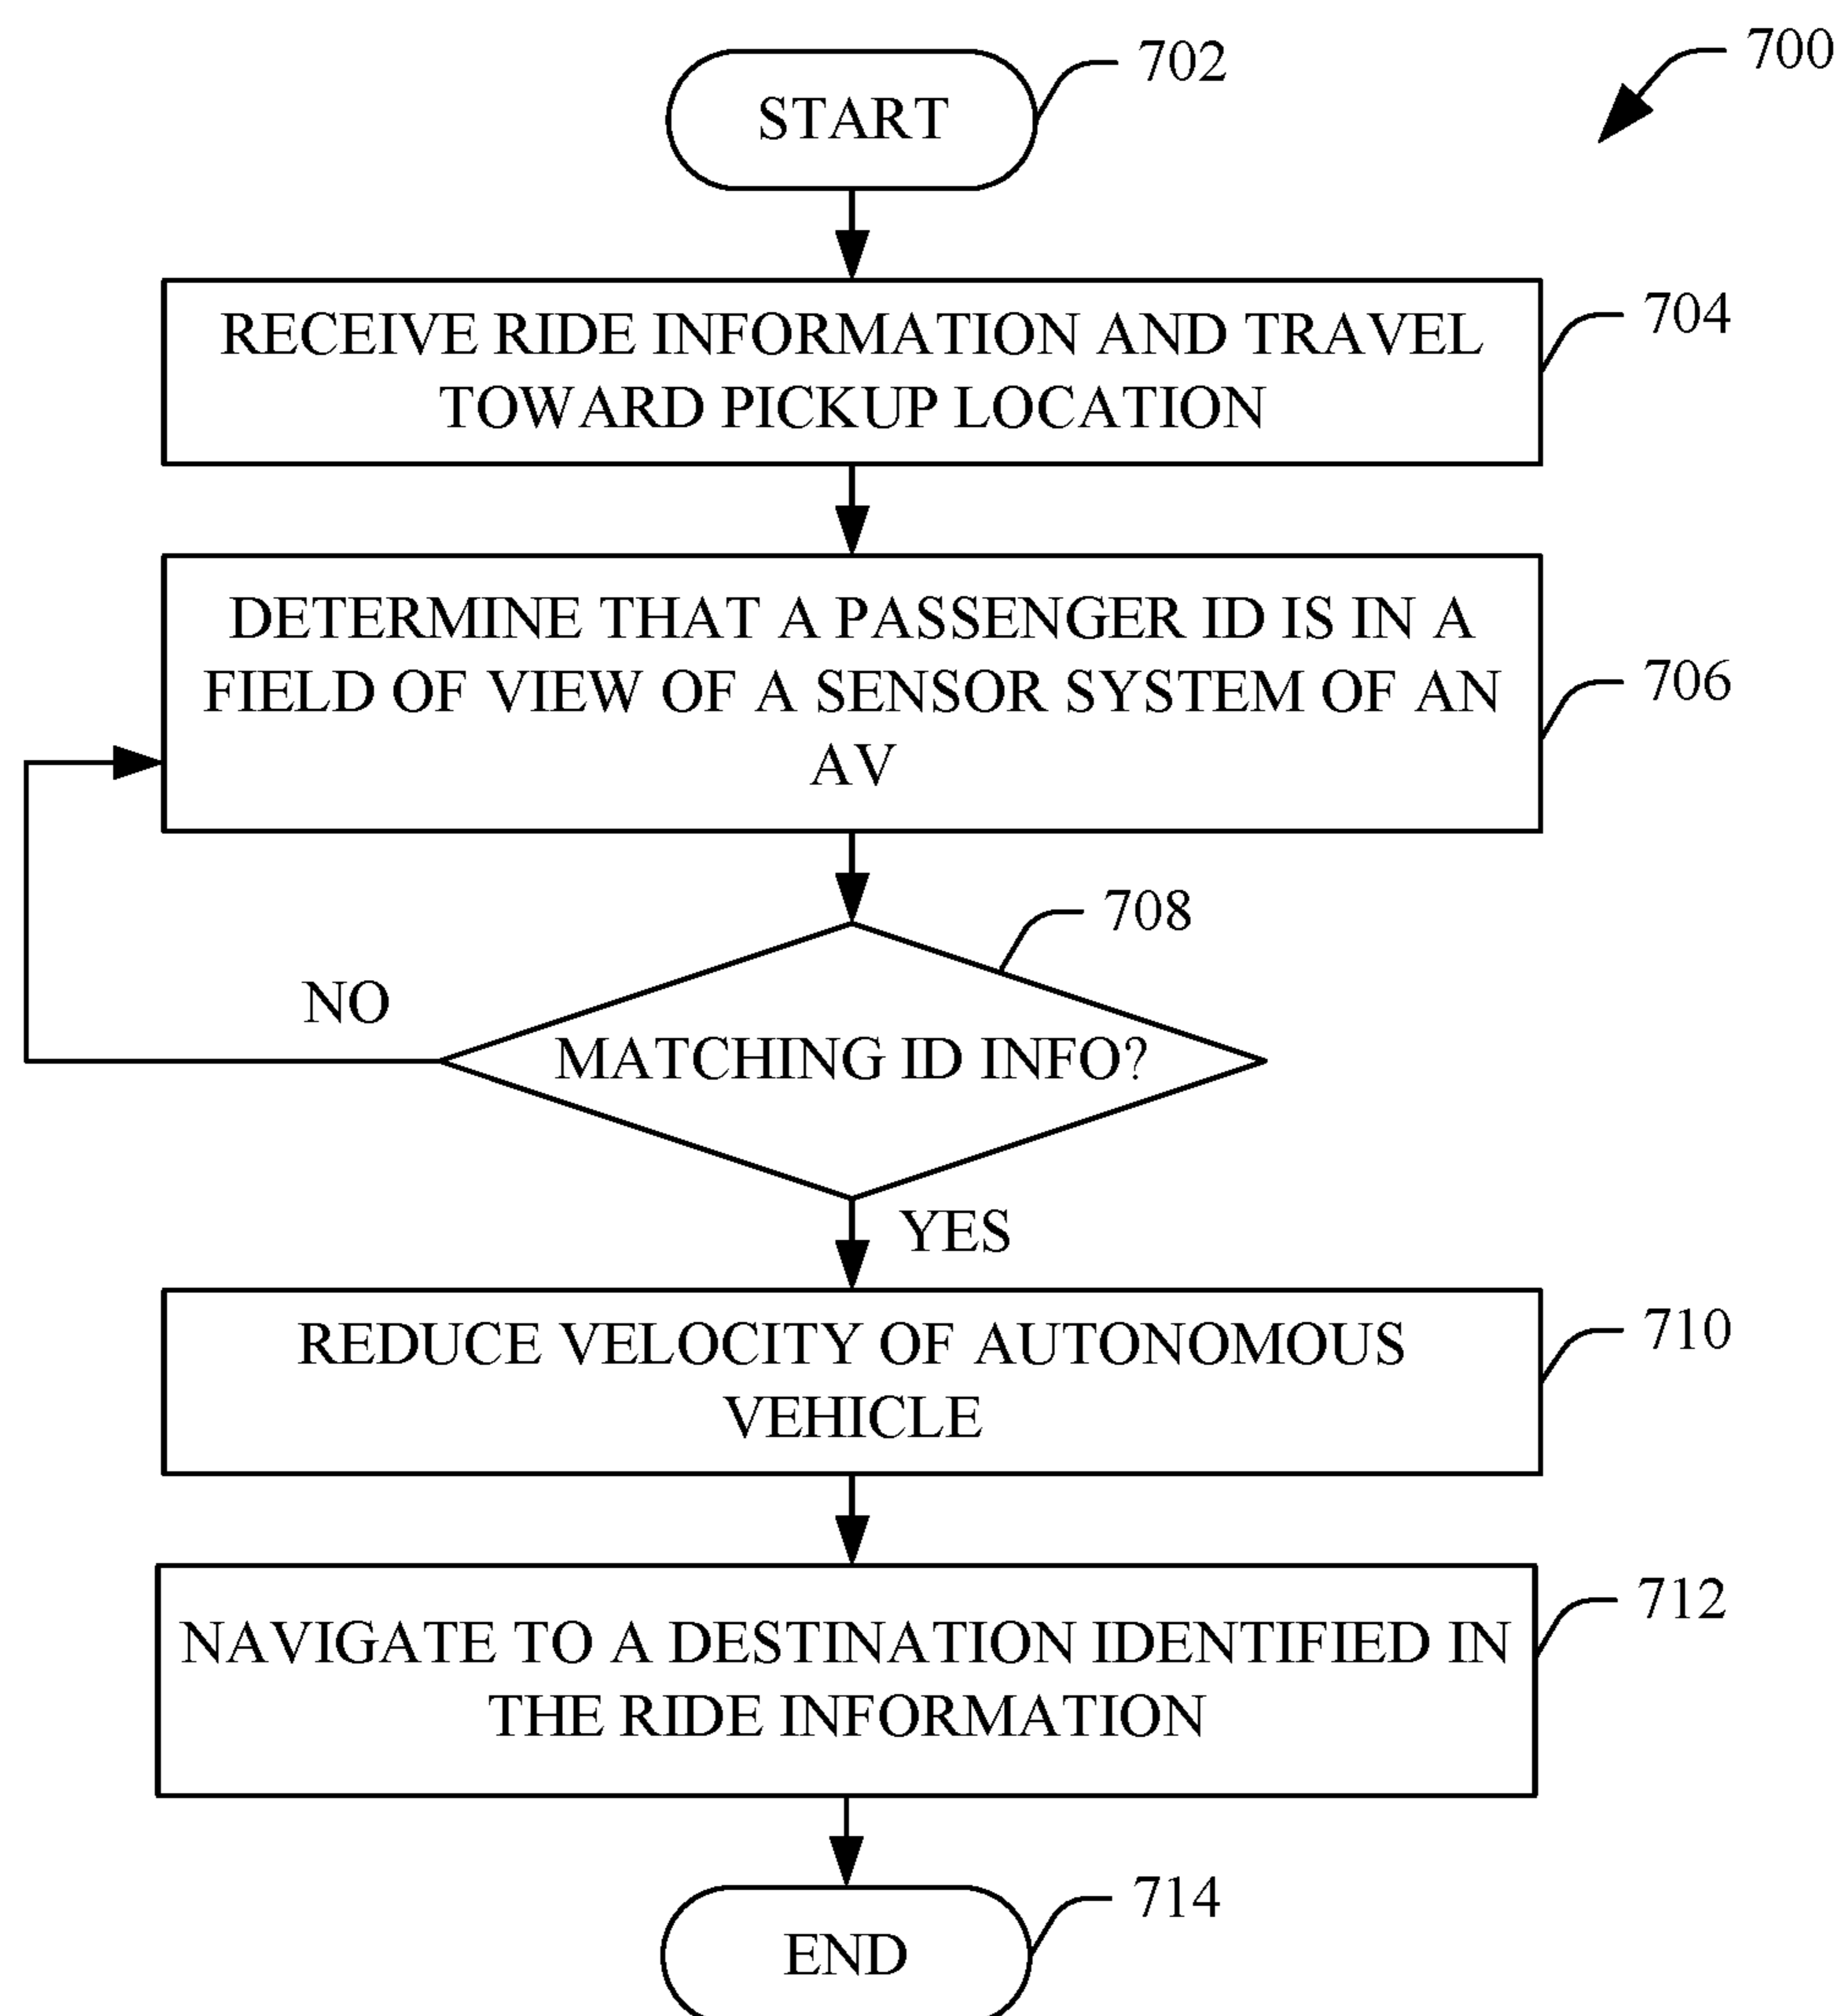 700
START
702
RECEIVE RIDE INFORMATION AND TRAVEL
TOWARD PICKUP LOCATION
704
DETERMINE THAT A PASSENGER ID IS IN A
FIELD OF VIEW OF A SENSOR SYSTEM OF AN
AV
706
708
MATCHING ID INFO?
NO
YES
REDUCE VELOCITY OF AUTONOMOUS
VEHICLE
710
NAVIGATE TO A DESTINATION IDENTIFIED IN
THE RIDE INFORMATION
712
END
714